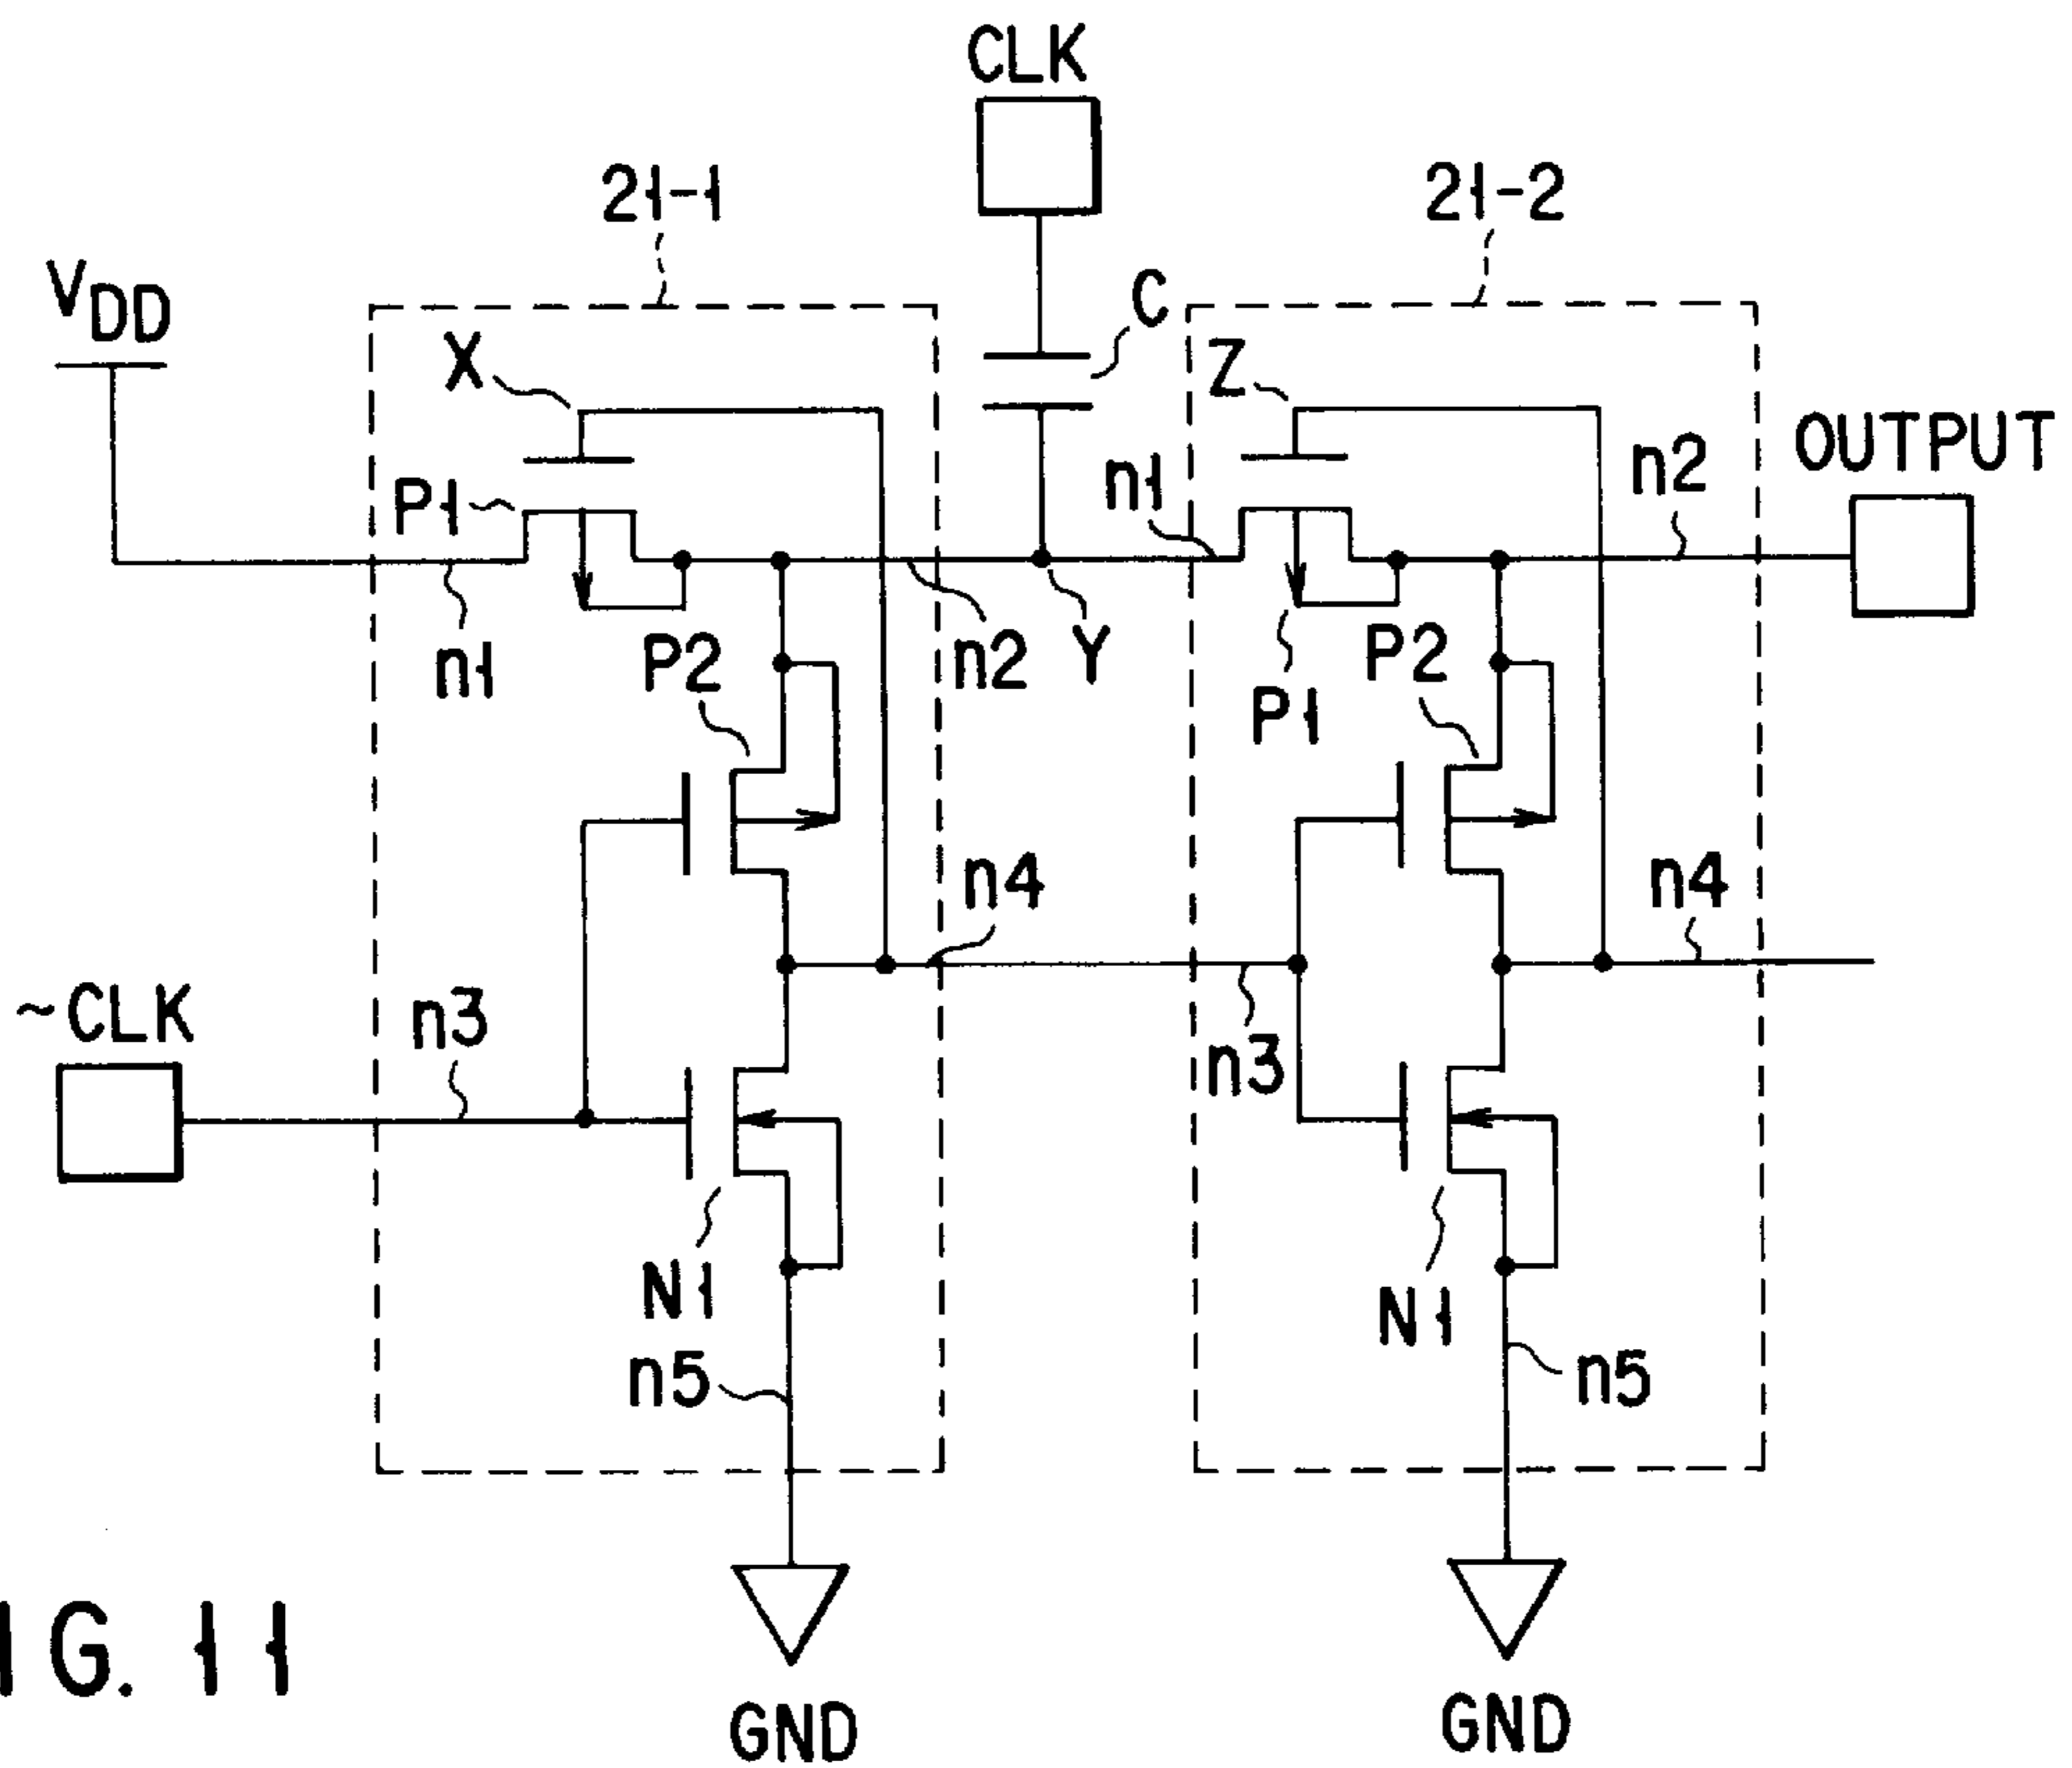 CLK
21-1
21-2
VDD
X
C
Z
n1
n2
OUTPUT
P1
n1
P2
n2
Y
P1
P2
n4
n4
~CLK
n3
n3
N1
N1
n5
n5
IG. 11
GND
GND